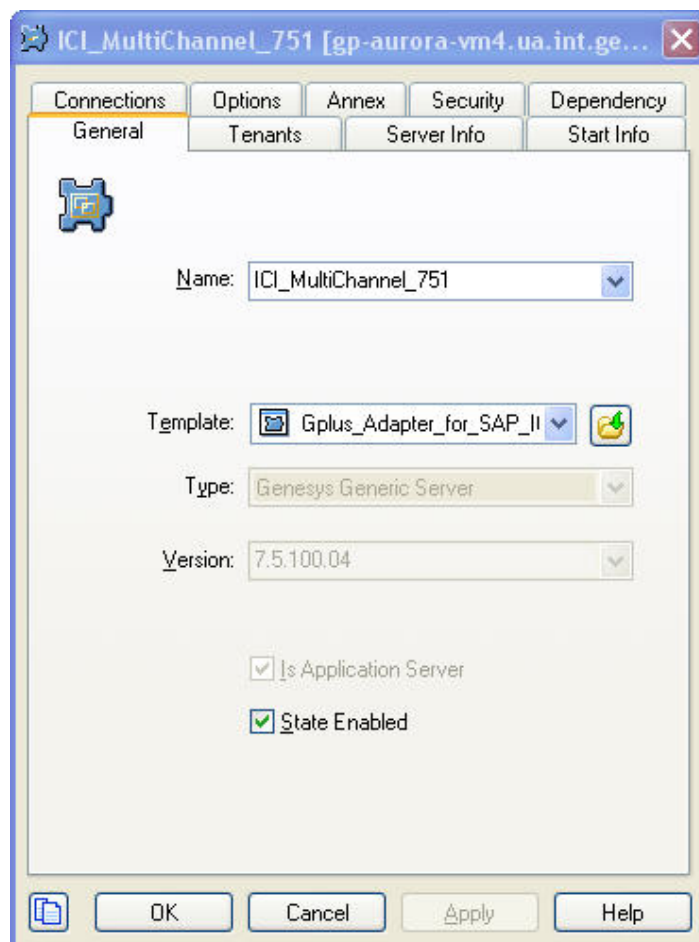 ICI_MultiChannel_751 [gp-aurora-vm4.ua.int.ge...
Connections Options Annex Security Dependency
General Tenants Server Info Start Info
Name: ICI_MultiChannel_751
Template: Gplus_Adapter_for_SAP_I
Type: Genesys Generic Server
Version: 7.5.100.04
Is Application Server
State Enabled
OK Cancel Apply Help